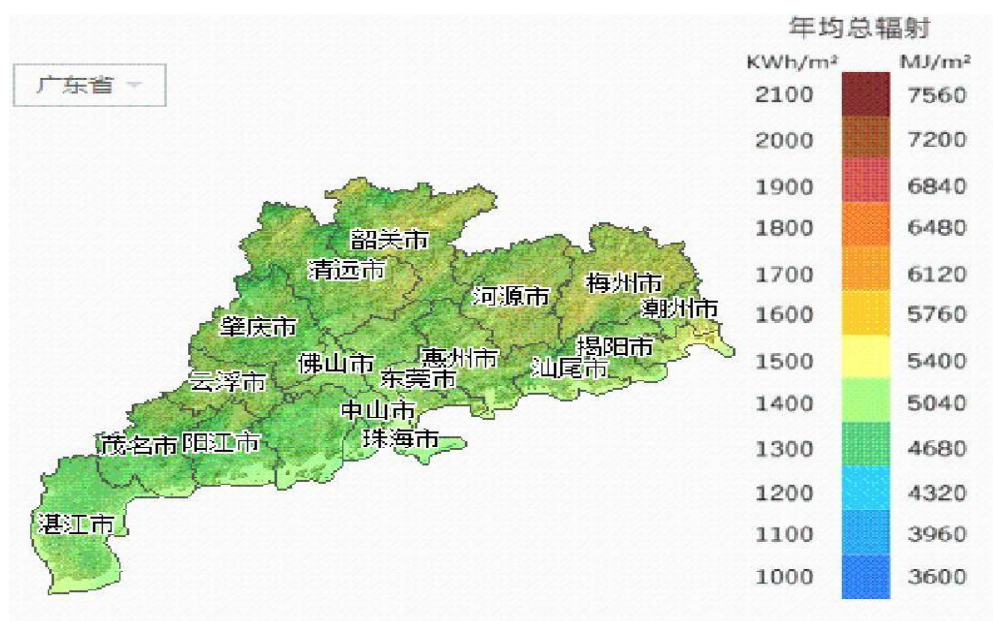 年均总辐射
KWh/m² MJ/m²
广东省
2100 7560
2000 7200
1900 6840
1800 6480
1700 6120
1600 5760
1500 5400
1400 5040
1300 4680
1200 4320
1100 3960
1000 3600
韶关市
清远市
梅州市
河源市
潮州市
肇庆市
揭阳市
惠州市
佛山市
汕尾市
东莞市
云浮市
中山市
珠海市
茂名市 阳江市
湛江市